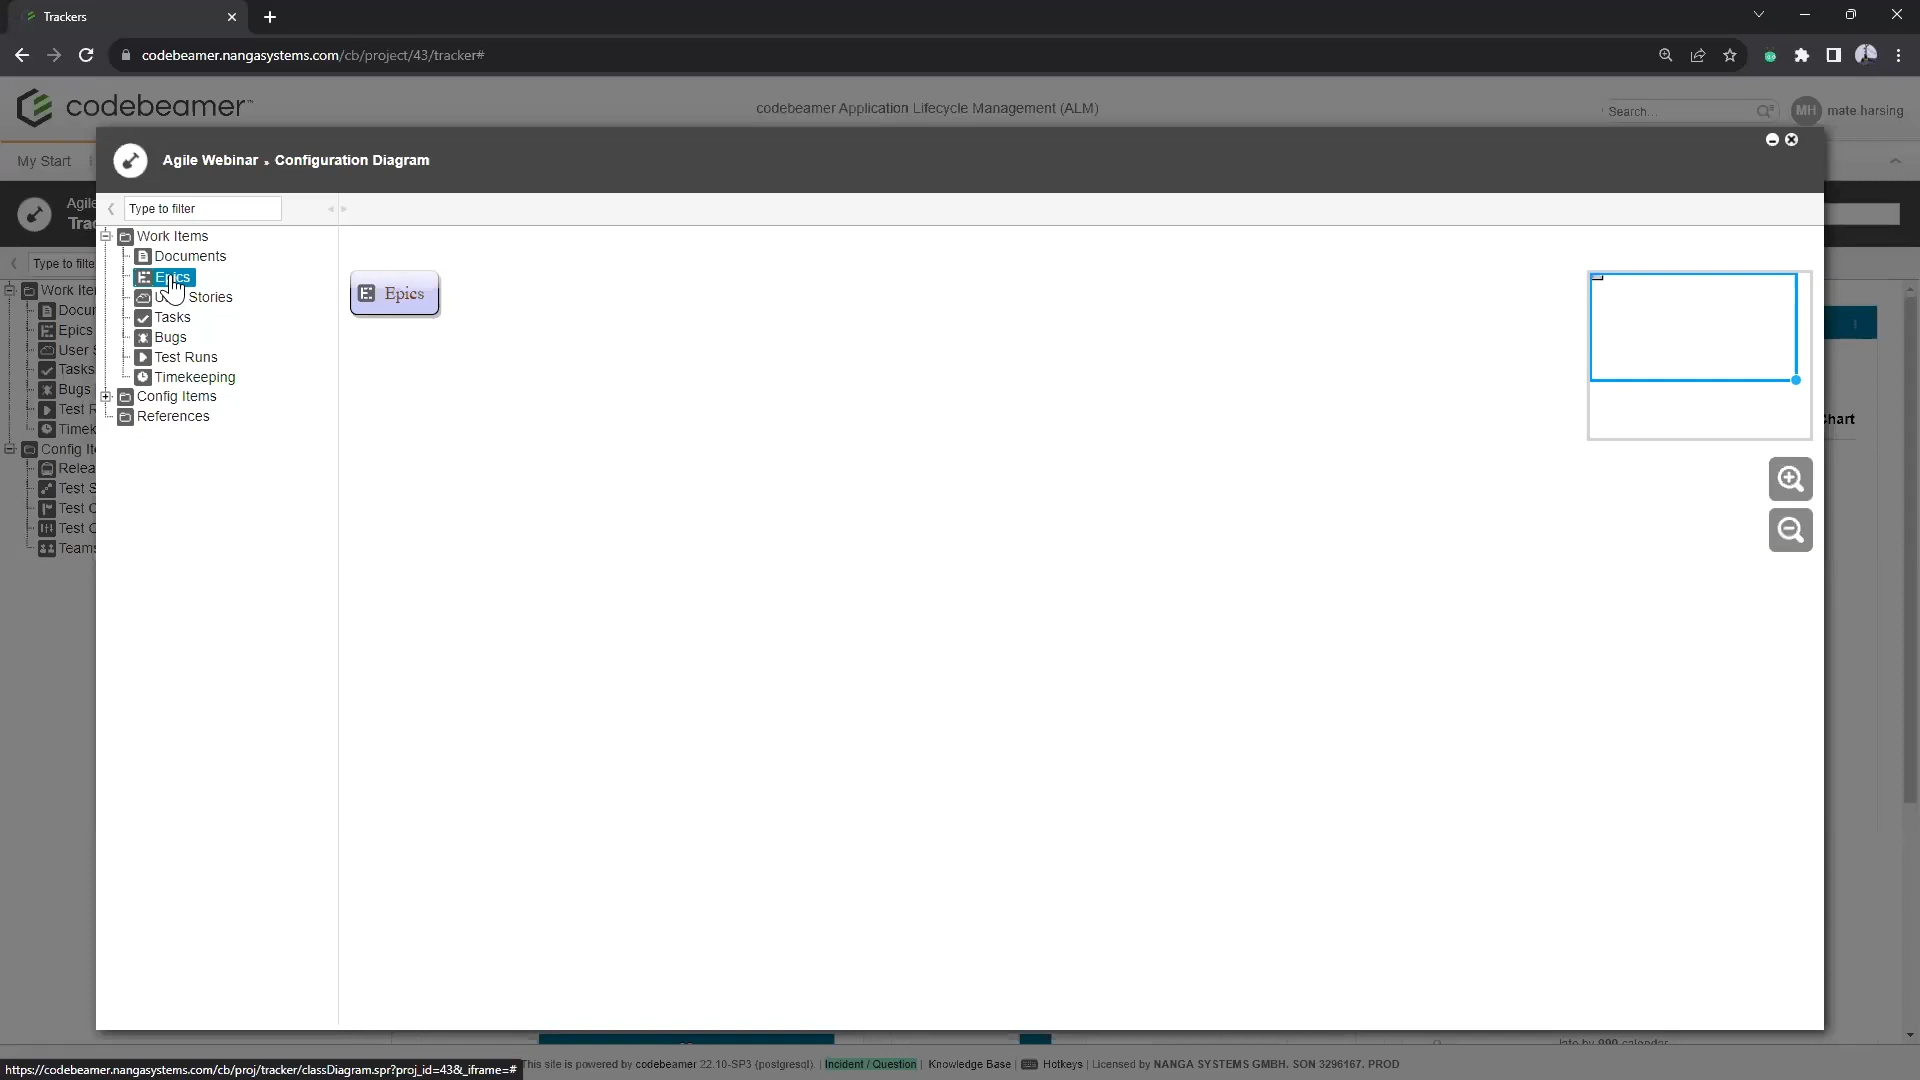 Trackers
codebeamer.nangasystems.com/cb/project/43/tracker#
codebeamer™
codebeamer Application Lifecycle Management (ALM)
Search...
MH mate.harsing
My Start
Agile Webinar » Configuration Diagram
Agile
Type to filter
Type to filte
Work Items
Documents
Epics
Stories
Tasks
Bugs
Test Runs
Timekeeping
Config Items
References
Epics
Work Ite
Docu
Epics
User
Tasks
Bugs
Test R
Timek
Config It
Relea
Test S
Test C
Test C
Teams
hart
This site is powered by codebeamer 22.10-SP3 (postgresql). | Incident / Question | Knowledge Base | Hotkeys | Licensed by NANGA SYSTEMS GMBH. SON 3296167. PROD
https://codebeamer.nangasystems.com/cb/proj/tracker/classDiagram.spr?proj_id=43&_iframe=#